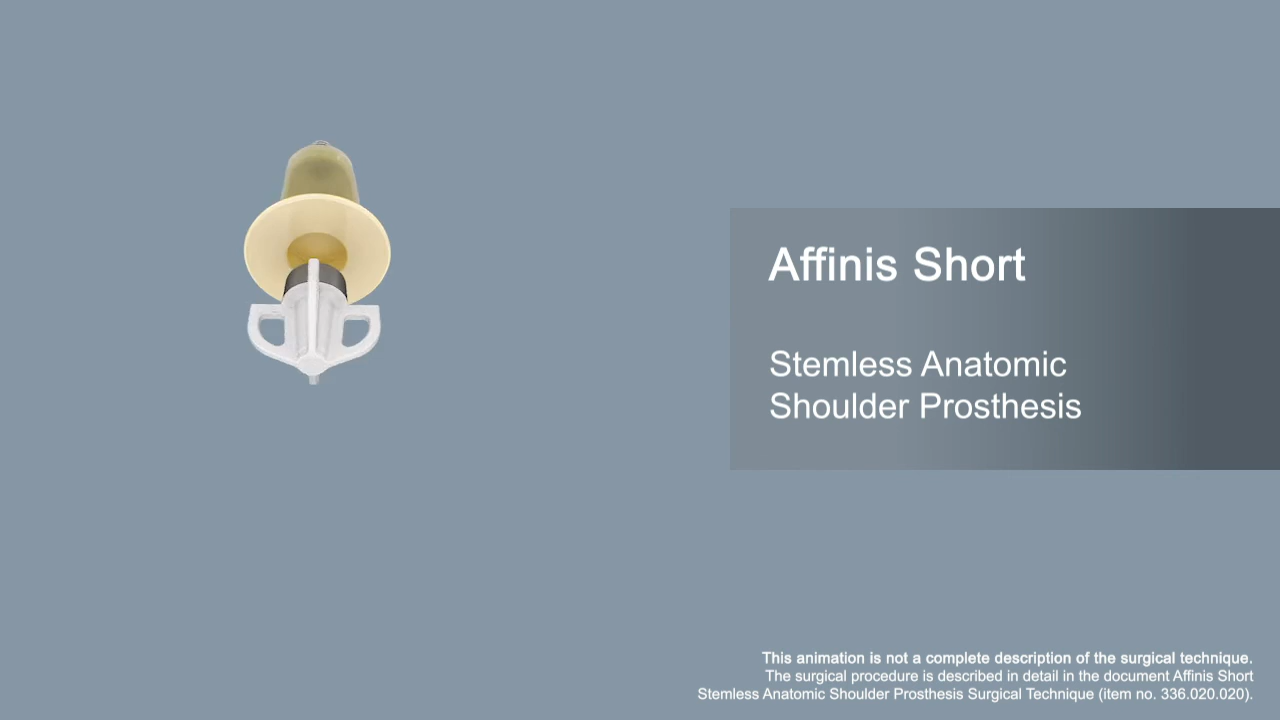 Affinis Short
Stemless Anatomic
Shoulder Prosthesis
This animation is not a complete description of the surgical technique.
The surgical procedure is described in detail in the document Affinis Short
Stemless Anatomic Shoulder Prosthesis Surgical Technique (item no. 336.020.020).